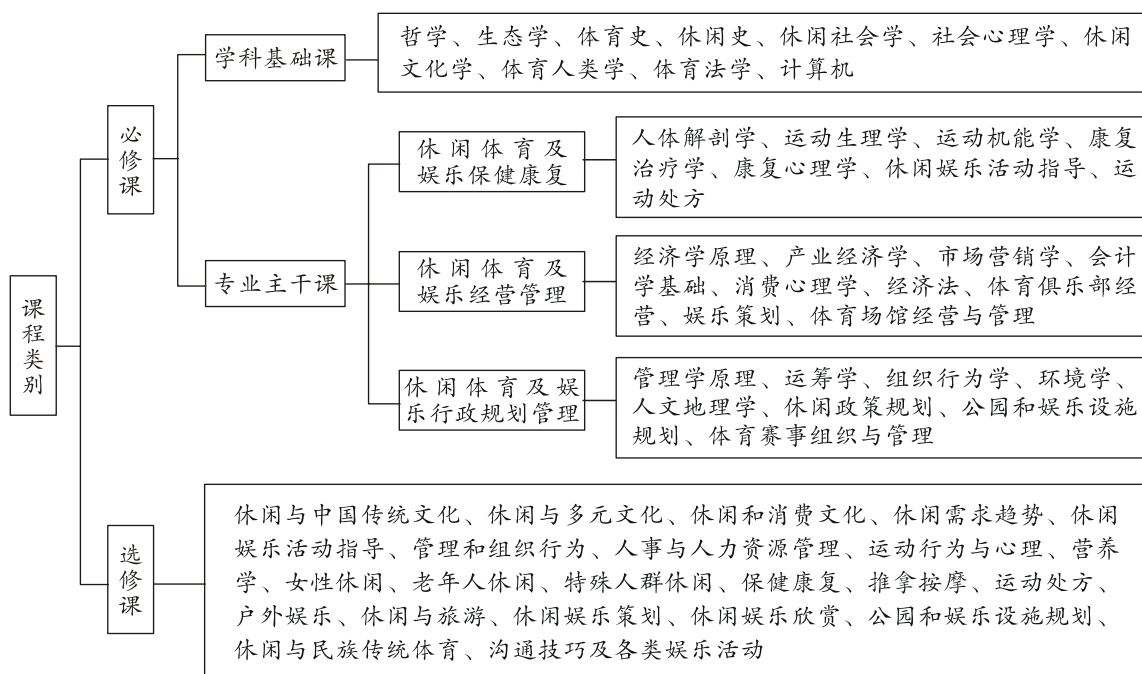 课程类别
必修课
学科基础课
哲学、生态学、体育史、休闲史、休闲社会学、社会心理学、休闲
文化学、体育人类学、体育法学、计算机
专业主干课
休闲体育及
娱乐保健康复
人体解剖学、运动生理学、运动机能学、康复
治疗学、康复心理学、休闲娱乐活动指导、运
动处方
休闲体育及
娱乐经营管理
经济学原理、产业经济学、市场营销学、会计
学基础、消费心理学、经济法、体育俱乐部经
营、娱乐策划、体育场馆经营与管理
休闲体育及娱
乐行政规划管理
管理学原理、运筹学、组织行为学、环境学、
人文地理学、休闲政策规划、公园和娱乐设施
规划、体育赛事组织与管理
选修课
休闲与中国传统文化、休闲与多元文化、休闲和消费文化、休闲需求趋势、休闲
娱乐活动指导、管理和组织行为、人事与人力资源管理、运动行为与心理、营养
学、女性休闲、老年人休闲、特殊人群休闲、保健康复、推拿按摩、运动处方、
户外娱乐、休闲与旅游、休闲娱乐策划、休闲娱乐欣赏、公园和娱乐设施规划、
休闲与民族传统体育、沟通技巧及各类娱乐活动